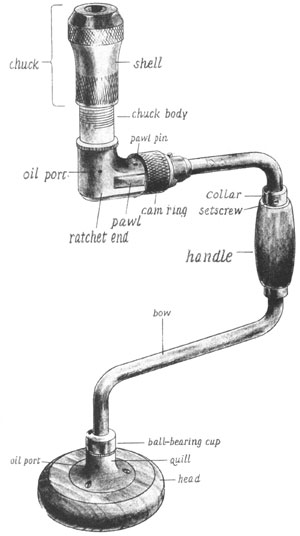 chuck
shell
chuck body
pawl pin
oil port
pawl
cam ring
ratchet end
collar
setscrew
handle
bow
ball-bearing cup
oil port
quill
head